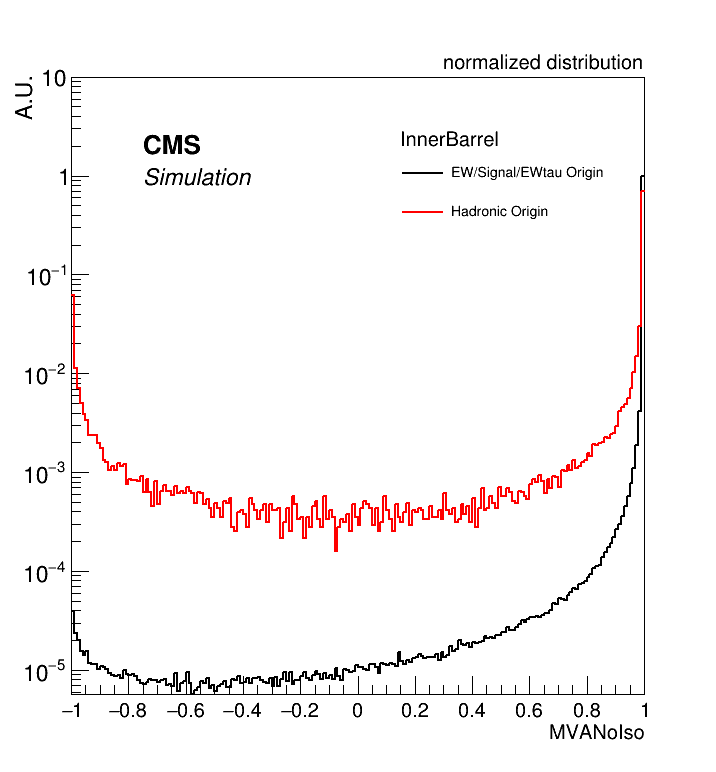 normalized distribution
A.U.
CMS
Simulation
InnerBarrel
EW/Signal/EWtau Origin
Hadronic Origin
10
1
10⁻¹
10⁻²
10⁻³
10⁻⁴
10⁻⁵
−1 −0.8 −0.6 −0.4 −0.2 0 0.2 0.4 0.6 0.8 1
MVANoIso